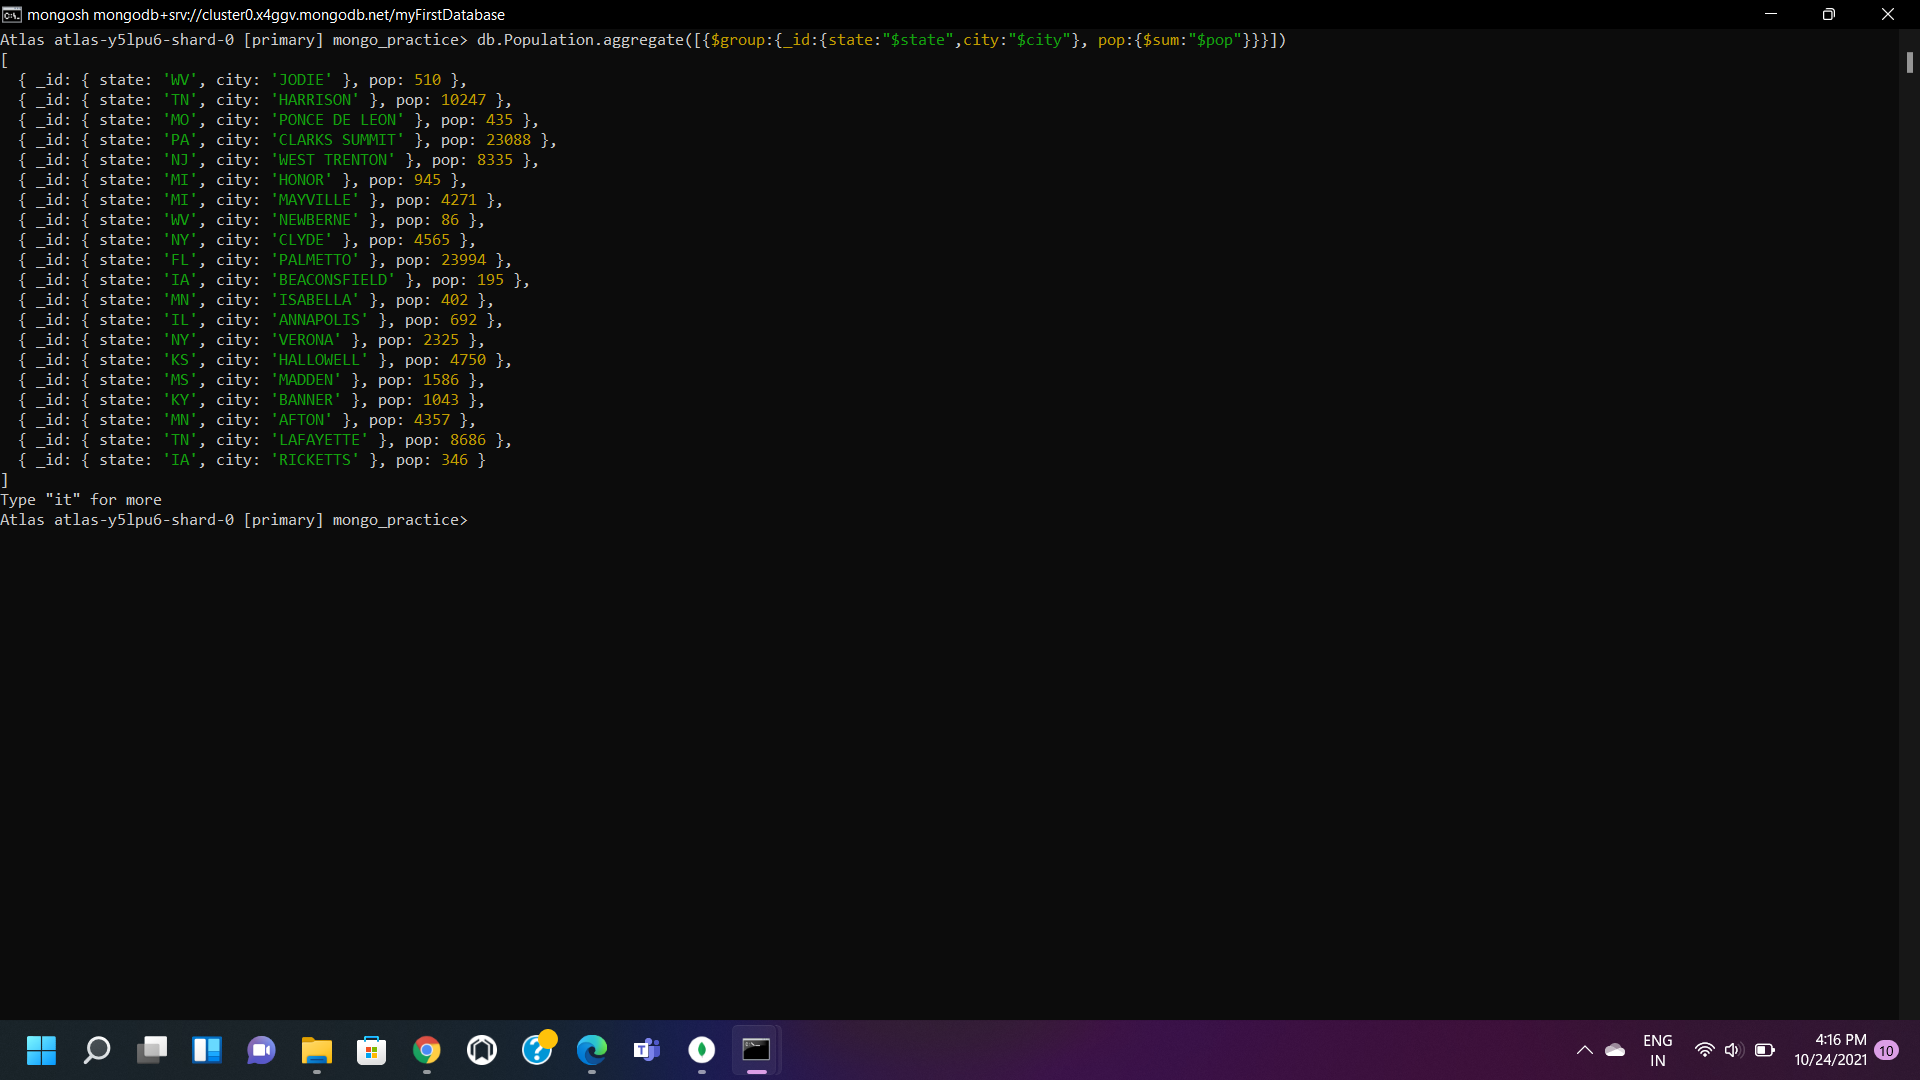 mongosh mongodb+srv://cluster0.x4ggv.mongodb.net/myFirstDatabase
Atlas atlas-y5lpu6-shard-0 [primary] mongo_practice> db.Population.aggregate([{$group:{_id:{state:"$state",city:"$city"}, pop:{$sum:"$pop"}}}])
[
  { _id: { state: 'WV', city: 'JODIE' }, pop: 510 },
  { _id: { state: 'TN', city: 'HARRISON' }, pop: 10247 },
  { _id: { state: 'MO', city: 'PONCE DE LEON' }, pop: 435 },
  { _id: { state: 'PA', city: 'CLARKS SUMMIT' }, pop: 23088 },
  { _id: { state: 'NJ', city: 'WEST TRENTON' }, pop: 8335 },
  { _id: { state: 'MI', city: 'HONOR' }, pop: 945 },
  { _id: { state: 'MI', city: 'MAYVILLE' }, pop: 4271 },
  { _id: { state: 'WV', city: 'NEWBERNE' }, pop: 86 },
  { _id: { state: 'NY', city: 'CLYDE' }, pop: 4565 },
  { _id: { state: 'FL', city: 'PALMETTO' }, pop: 23994 },
  { _id: { state: 'IA', city: 'BEACONSFIELD' }, pop: 195 },
  { _id: { state: 'MN', city: 'ISABELLA' }, pop: 402 },
  { _id: { state: 'IL', city: 'ANNAPOLIS' }, pop: 692 },
  { _id: { state: 'NY', city: 'VERONA' }, pop: 2325 },
  { _id: { state: 'KS', city: 'HALLOWELL' }, pop: 4750 },
  { _id: { state: 'MS', city: 'MADDEN' }, pop: 1586 },
  { _id: { state: 'KY', city: 'BANNER' }, pop: 1043 },
  { _id: { state: 'MN', city: 'AFTON' }, pop: 4357 },
  { _id: { state: 'TN', city: 'LAFAYETTE' }, pop: 8686 },
  { _id: { state: 'IA', city: 'RICKETTS' }, pop: 346 }
]
Type "it" for more
Atlas atlas-y5lpu6-shard-0 [primary] mongo_practice>
ENG
IN
4:16 PM
10/24/2021
10